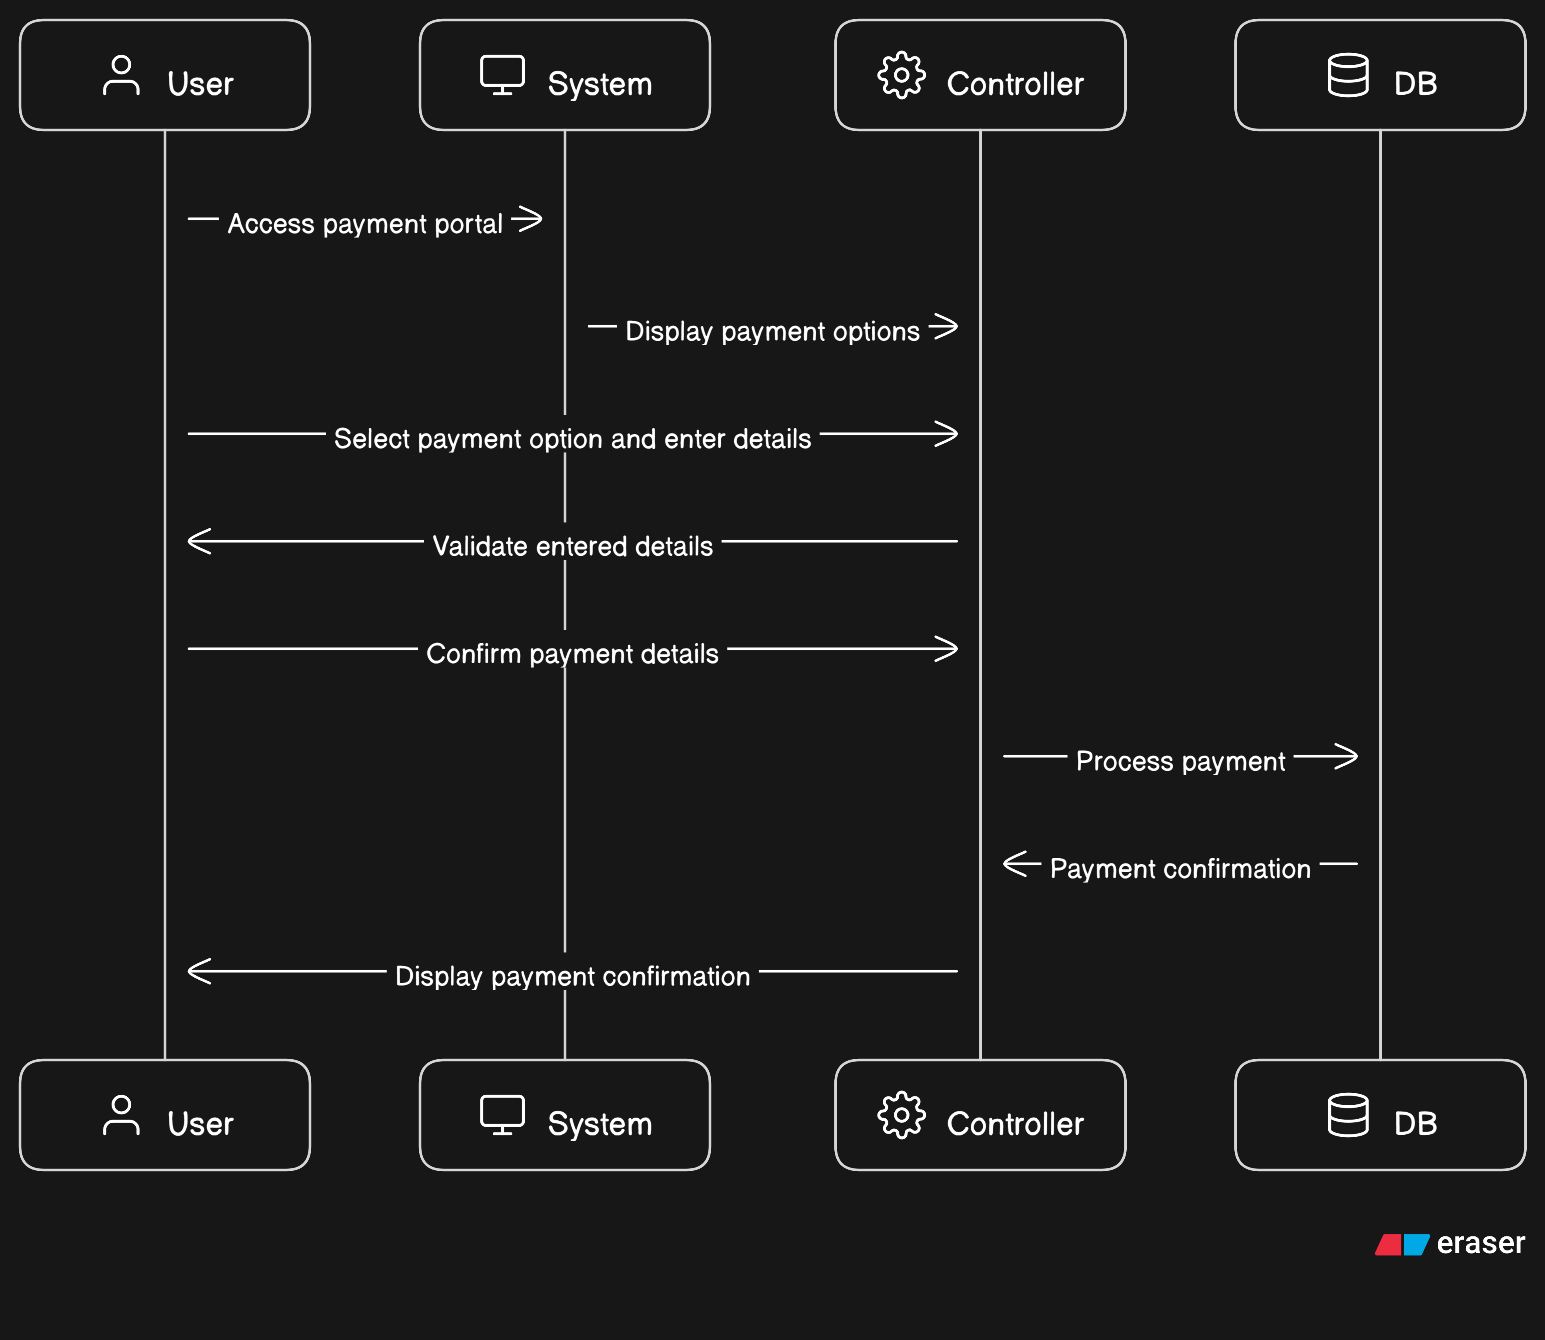 User
System
Controller
DB
Access payment portal
Display payment options
Select payment option and enter details
Validate entered details
Confirm payment details
Process payment
Payment confirmation
Display payment confirmation
User
System
Controller
DB
eraser